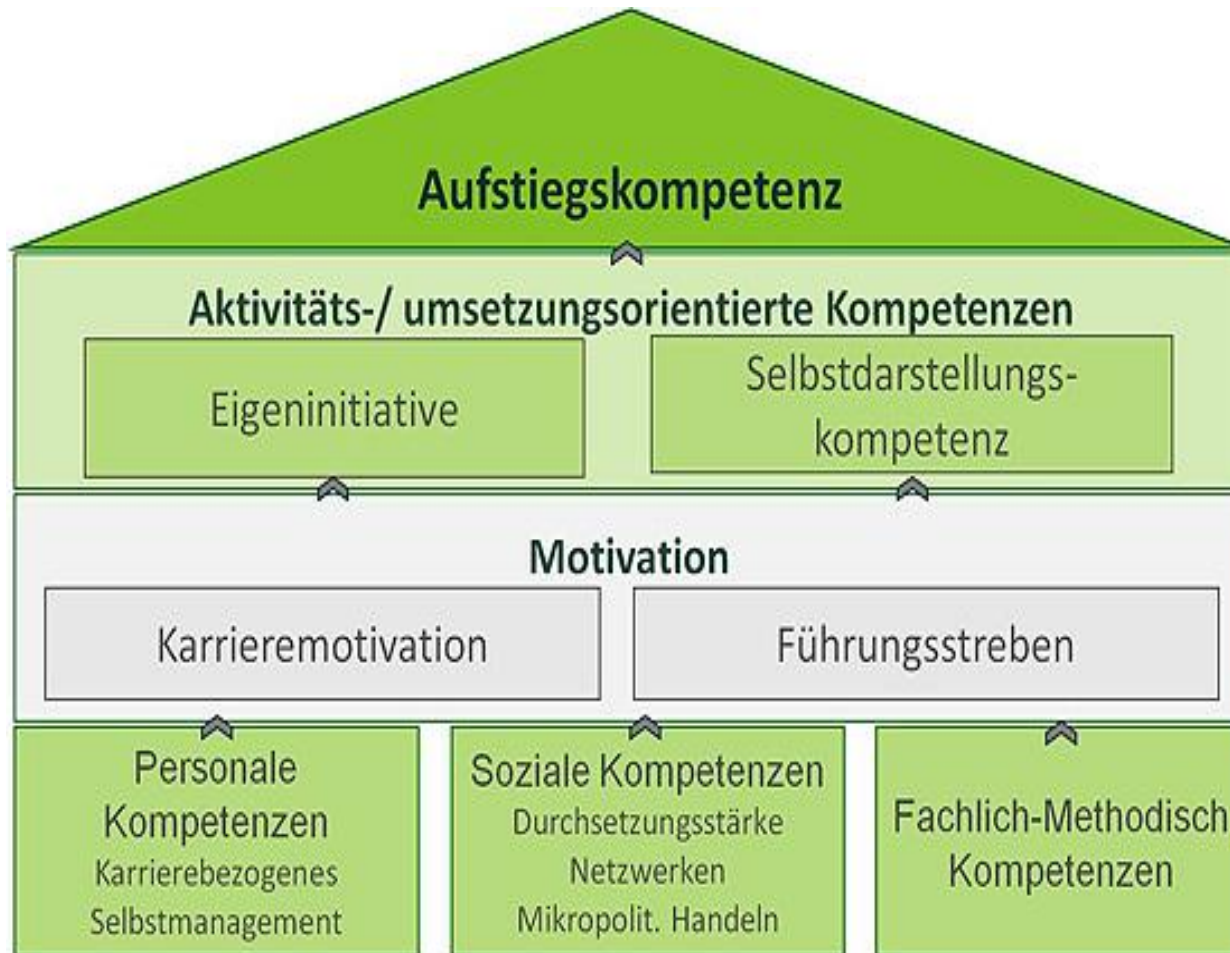 Aufstiegskompetenz
Aktivitäts-/ umsetzungsorientierte Kompetenzen
Eigeninitiative
Selbstdarstellungs-
kompetenz
Motivation
Karrieremotivation
Führungsstreben
Personale
Kompetenzen
Karrierebezogenes
Selbstmanagement
Soziale Kompetenzen
Durchsetzungsstärke
Netzwerken
Mikropolit. Handeln
Fachlich-Methodisch
Kompetenzen